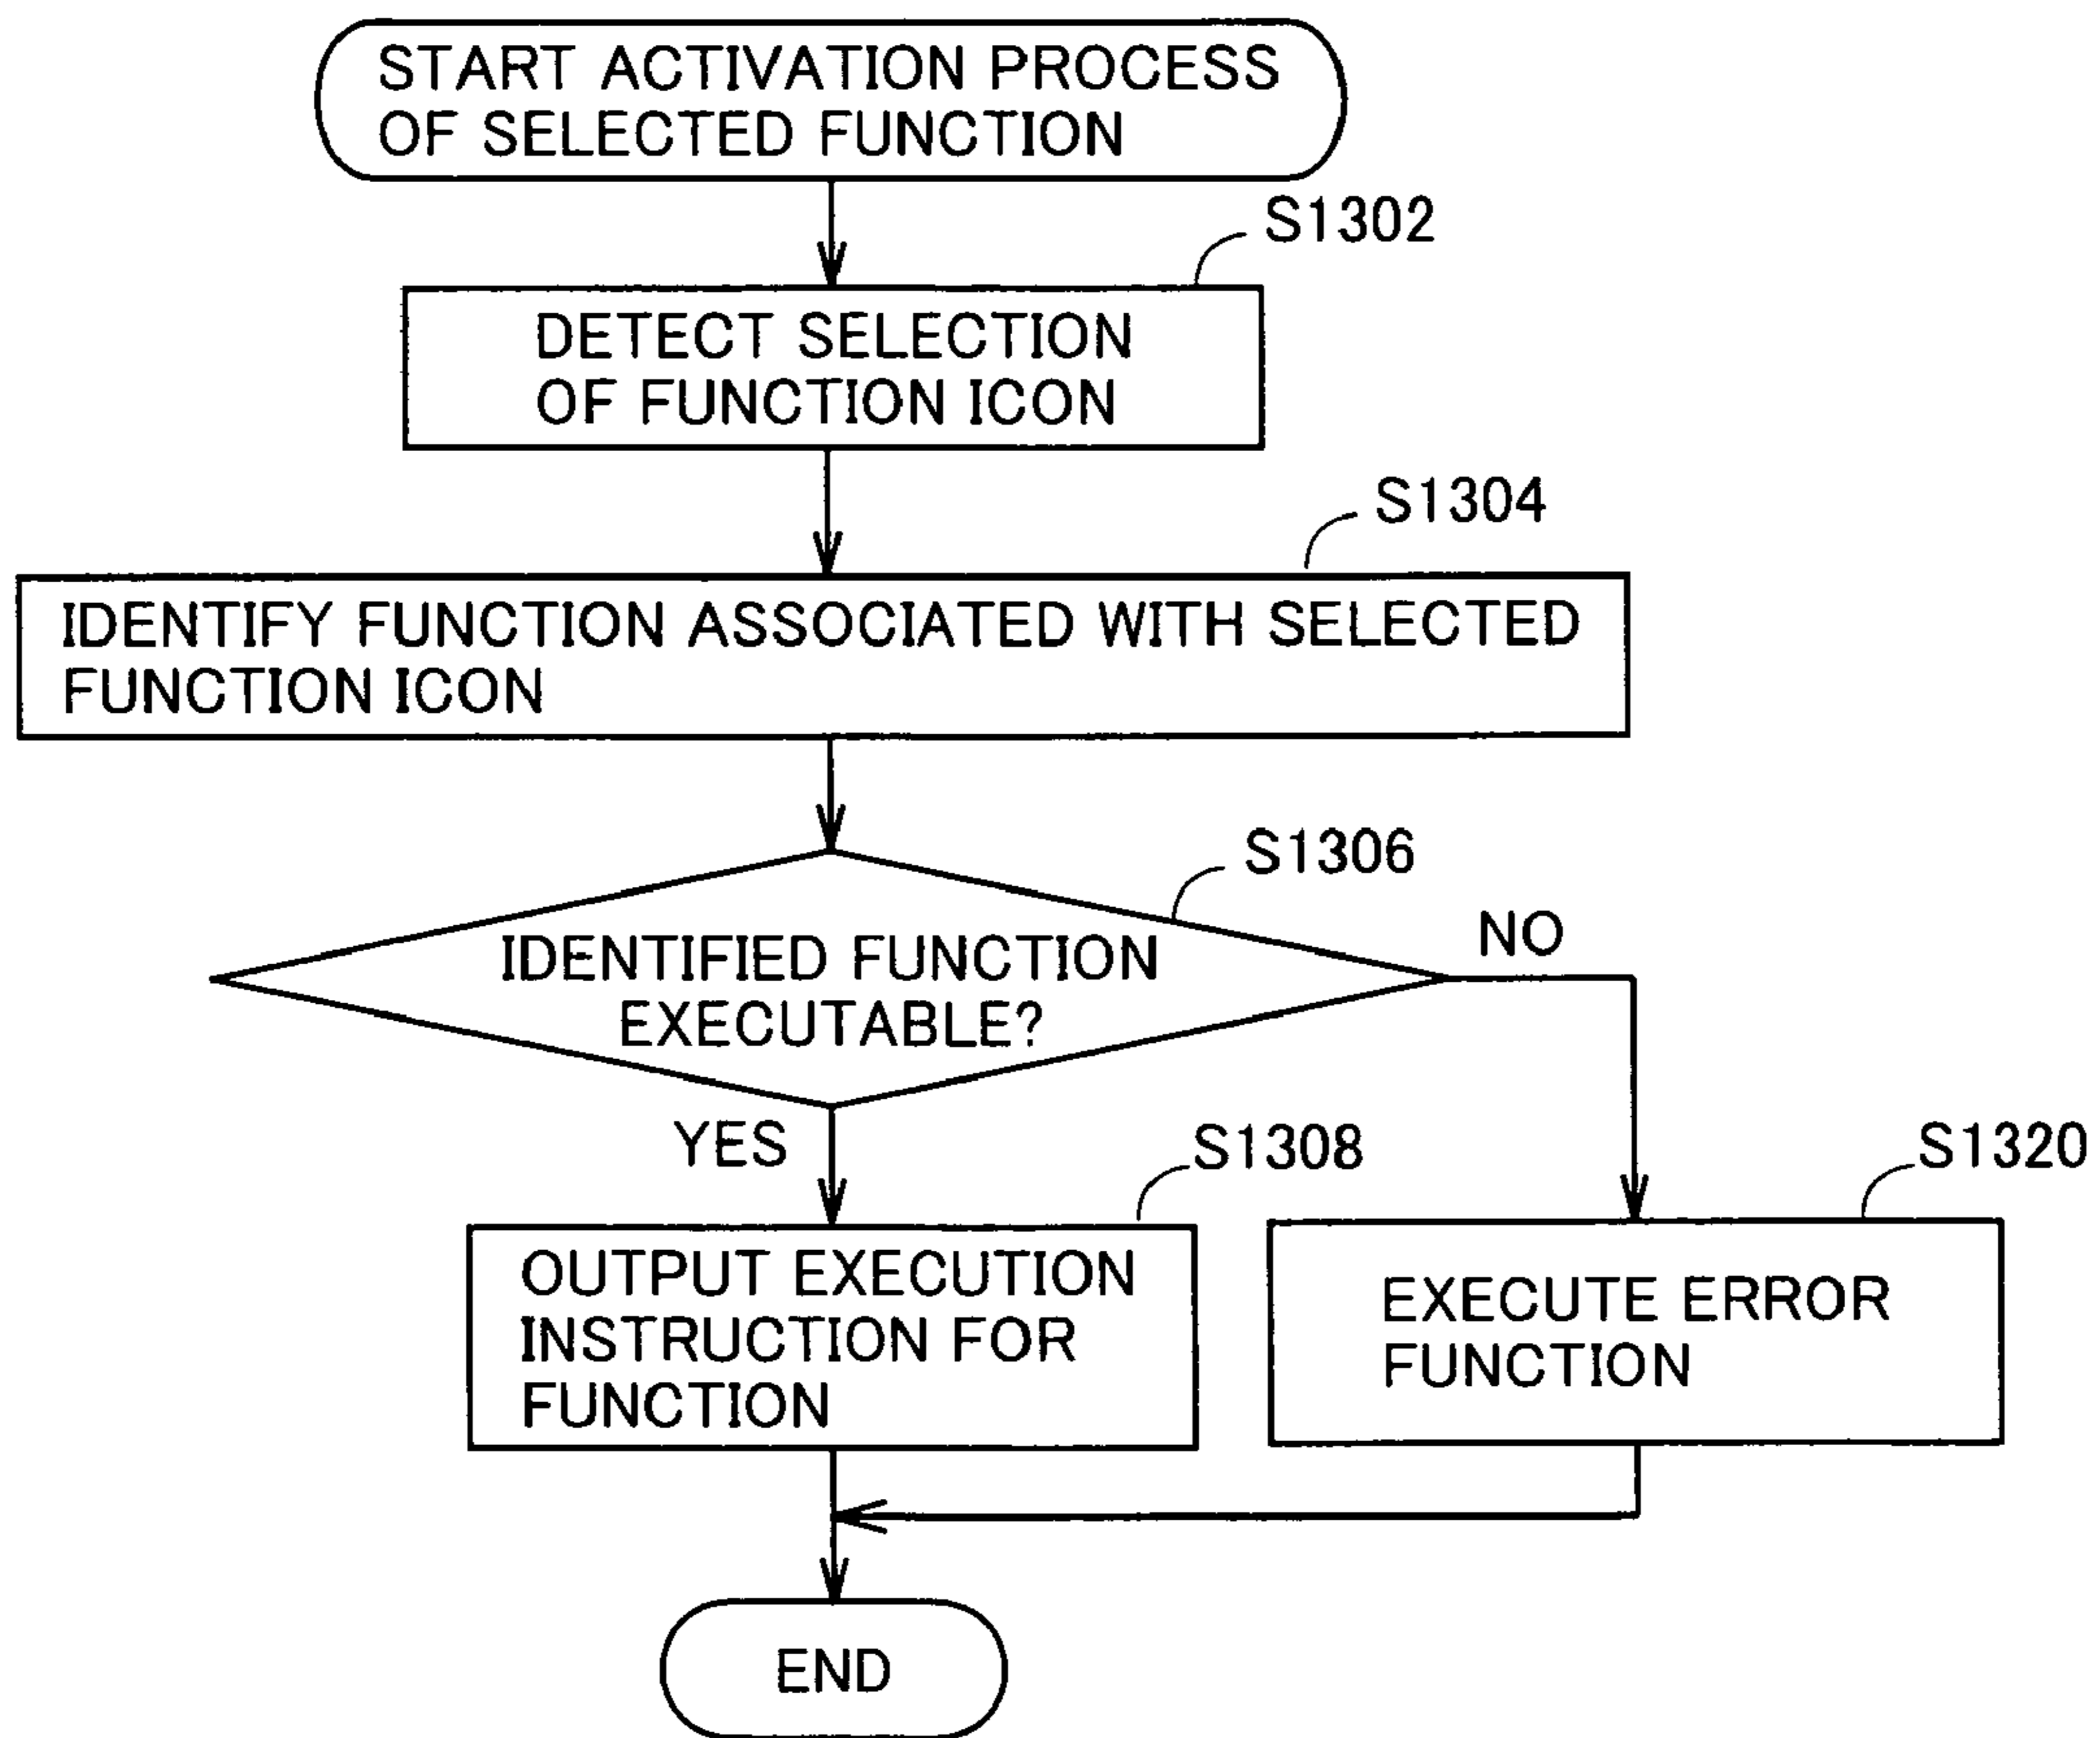 START ACTIVATION PROCESS
OF SELECTED FUNCTION
S1302
DETECT SELECTION
OF FUNCTION ICON
S1304
IDENTIFY FUNCTION ASSOCIATED WITH SELECTED
FUNCTION ICON
S1306
IDENTIFIED FUNCTION
EXECUTABLE?
NO
YES
S1308
OUTPUT EXECUTION
INSTRUCTION FOR
FUNCTION
S1320
EXECUTE ERROR
FUNCTION
END